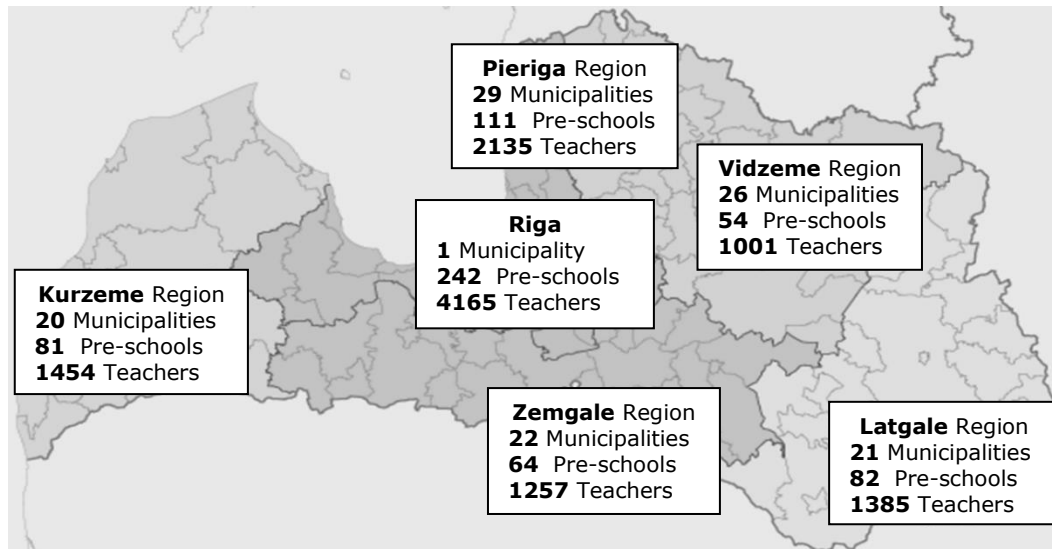 Pieriga Region
29 Municipalities
111 Pre-schools
2135 Teachers
Vidzeme Region
26 Municipalities
54 Pre-schools
1001 Teachers
Riga
1 Municipality
242 Pre-schools
4165 Teachers
Kurzeme Region
20 Municipalities
81 Pre-schools
1454 Teachers
Zemgale Region
22 Municipalities
64 Pre-schools
1257 Teachers
Latgale Region
21 Municipalities
82 Pre-schools
1385 Teachers